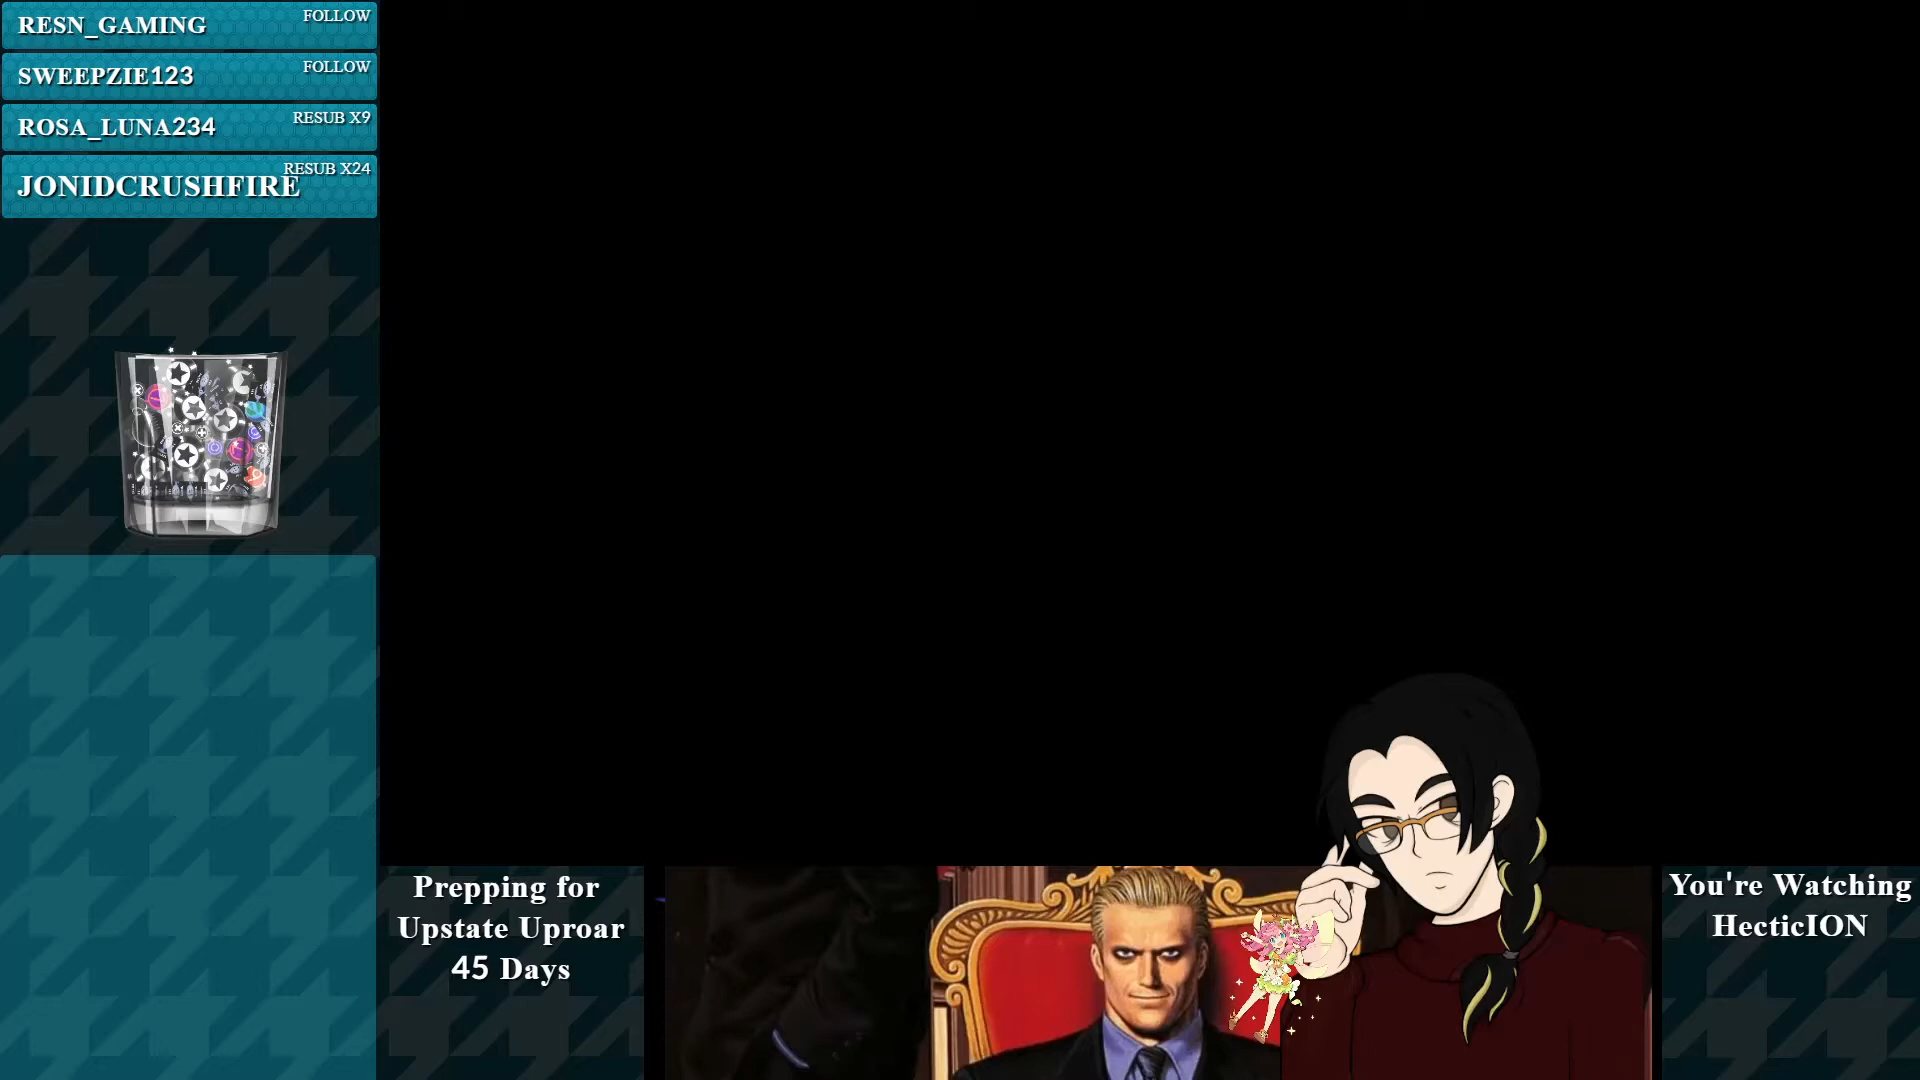 RESN_GAMING
FOLLOW
SWEEPZIE123
FOLLOW
ROSA_LUNA234
RESUB X9
JONIDCRUSHFIRE
RESUB X24
Prepping for
Upstate Uproar
45 Days
You're Watching
HecticION